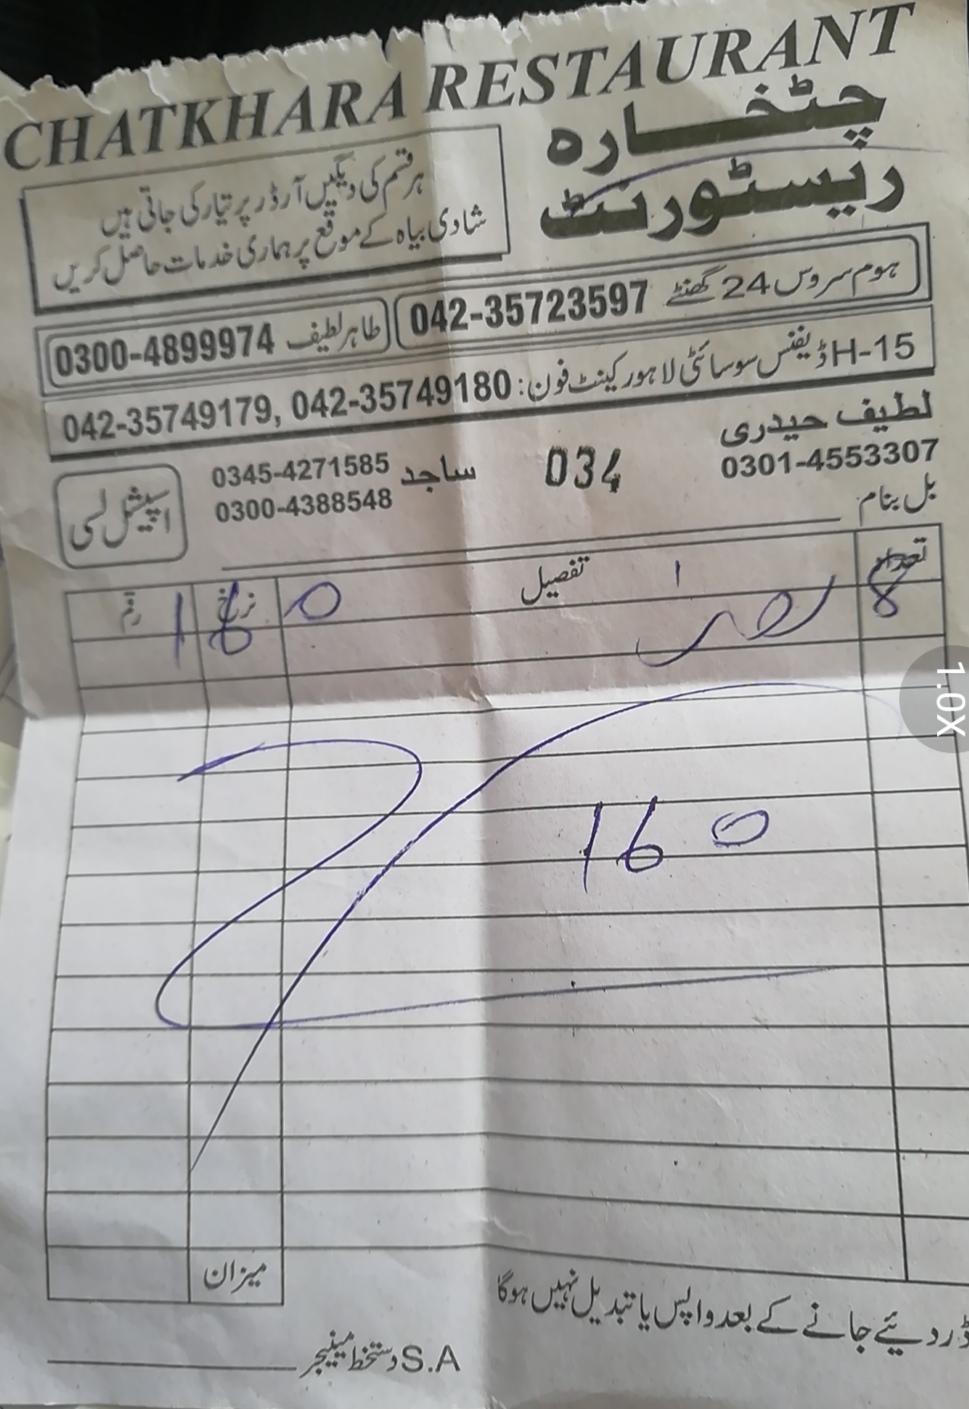 CHATKHARA RESTAURANT
چٹخارہ
ریسٹورنٹ
ہر قسم کی دیگیں آرڈر پر تیار کی جاتی ہیں
شادی بیاہ کے موقع پر ہماری خدمات حاصل کریں
ہوم سروس 24 گھنٹے 042-35723597
طاہر لطیف 0300-4899974
H-15 ڈیفنس سوسائٹی لاہور کینٹ فون: 042-35749179, 042-35749180
لطیف حیدری
0301-4553307
034
ساجد 0345-4271585
0300-4388548
اسپیشل لسی
بل بنام
تعداد تفصیل نرخ رقم
8 160
160
میزان
دیئے جانے کے بعد واپس یا تبدیل نہیں ہوگا
دستخط مینیجر S.A
1.0X